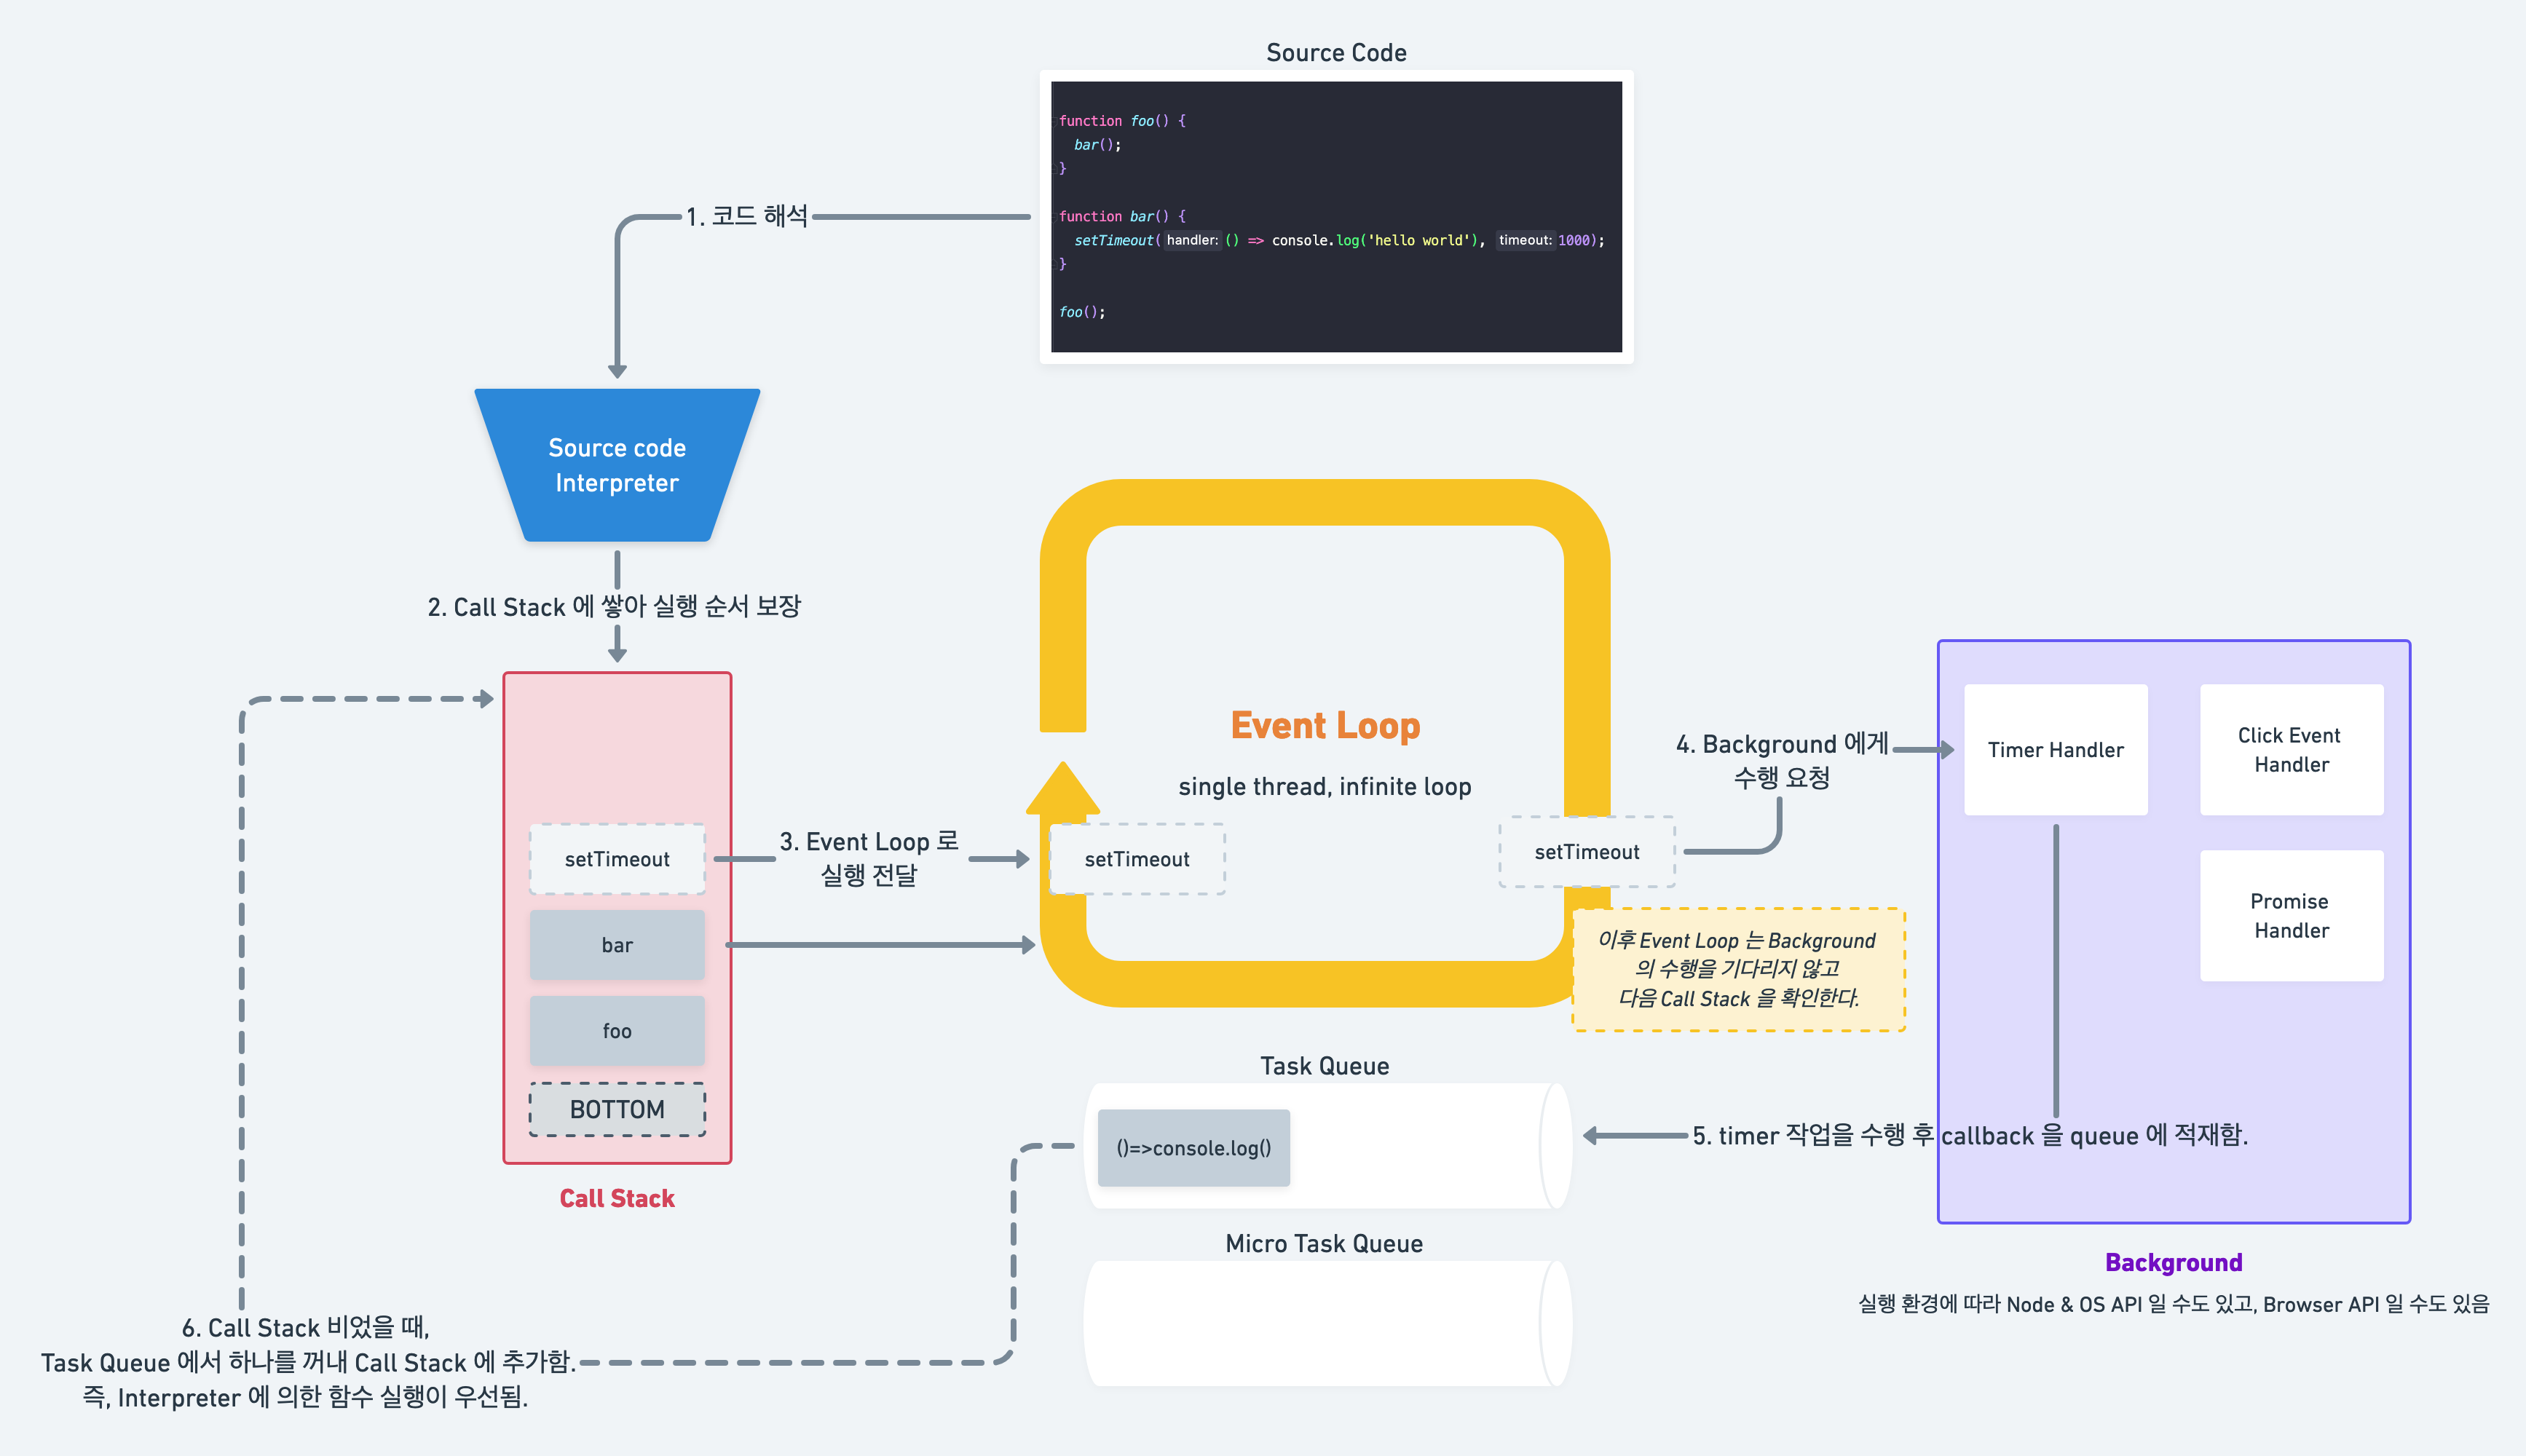 Source Code
function foo() {
bar();
}
function bar() {
setTimeout( handler: () => console.log('hello world'), timeout: 1000);
}
foo();
1. 코드 해석
Source code
Interpreter
2. Call Stack 에 쌓아 실행 순서 보장
setTimeout
bar
foo
BOTTOM
Call Stack
3. Event Loop 로
실행 전달
Event Loop
single thread, infinite loop
setTimeout
setTimeout
4. Background 에게
수행 요청
이후 Event Loop 는 Background
의 수행을 기다리지 않고
다음 Call Stack 을 확인한다.
Timer Handler
Click Event
Handler
Promise
Handler
5. timer 작업을 수행 후 callback 을 queue 에 적재함.
Background
실행 환경에 따라 Node & OS API 일 수도 있고, Browser API 일 수도 있음
Task Queue
()=>console.log()
Micro Task Queue
6. Call Stack 비었을 때,
Task Queue 에서 하나를 꺼내 Call Stack 에 추가함.
즉, Interpreter 에 의한 함수 실행이 우선됨.